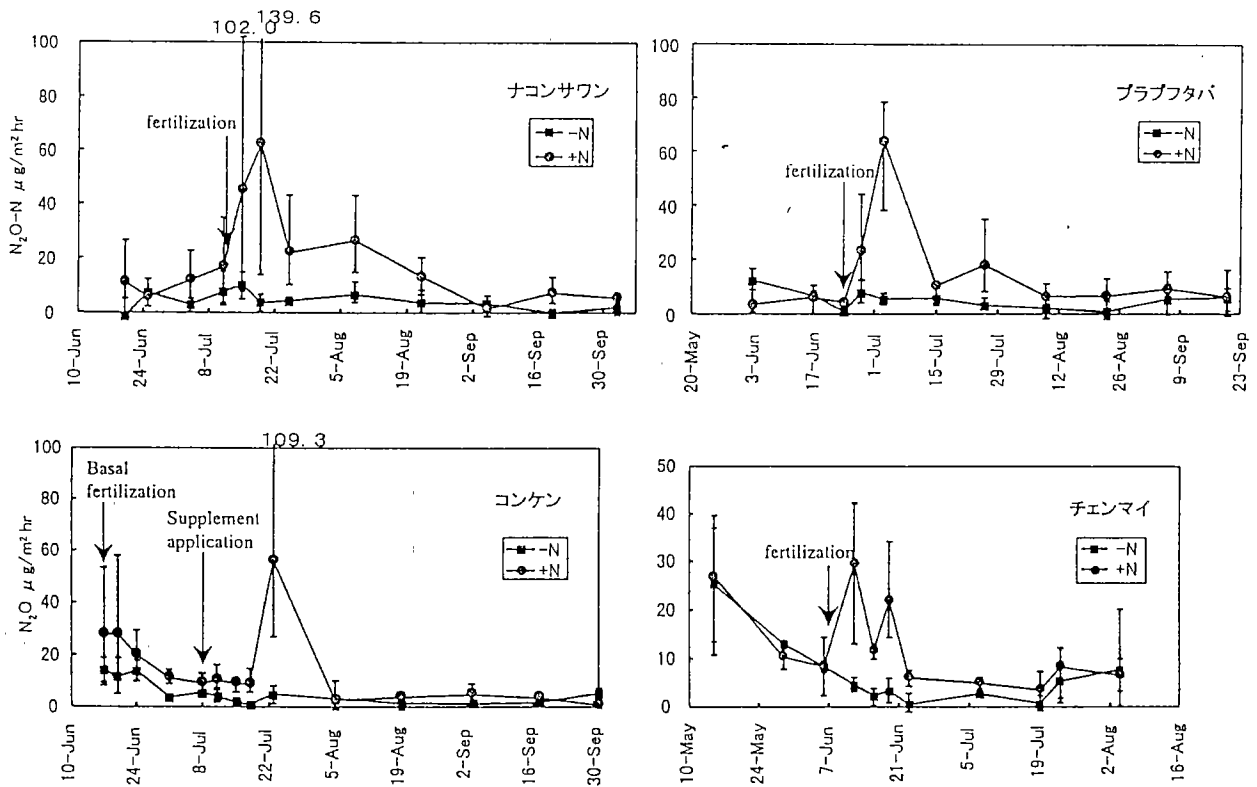 139.6
102.0
100
80
60
40
20
0
N₂O-N μg/m²hr
fertilization
ナコンサワン
-N
+N
10-Jun
24-Jun
8-Jul
22-Jul
5-Aug
19-Aug
2-Sep
16-Sep
30-Sep
100
80
60
40
20
0
fertilization
プラプフタバ
-N
+N
20-May
3-Jun
17-Jun
1-Jul
15-Jul
29-Jul
12-Aug
26-Aug
9-Sep
23-Sep
109.3
100
80
60
40
20
0
N₂O μg/m²hr
Basal
fertilization
Supplement
application
コンケン
-N
+N
10-Jun
24-Jun
8-Jul
22-Jul
5-Aug
19-Aug
2-Sep
16-Sep
30-Sep
50
40
30
20
10
0
fertilization
チェンマイ
-N
+N
10-May
24-May
7-Jun
21-Jun
5-Jul
19-Jul
2-Aug
16-Aug